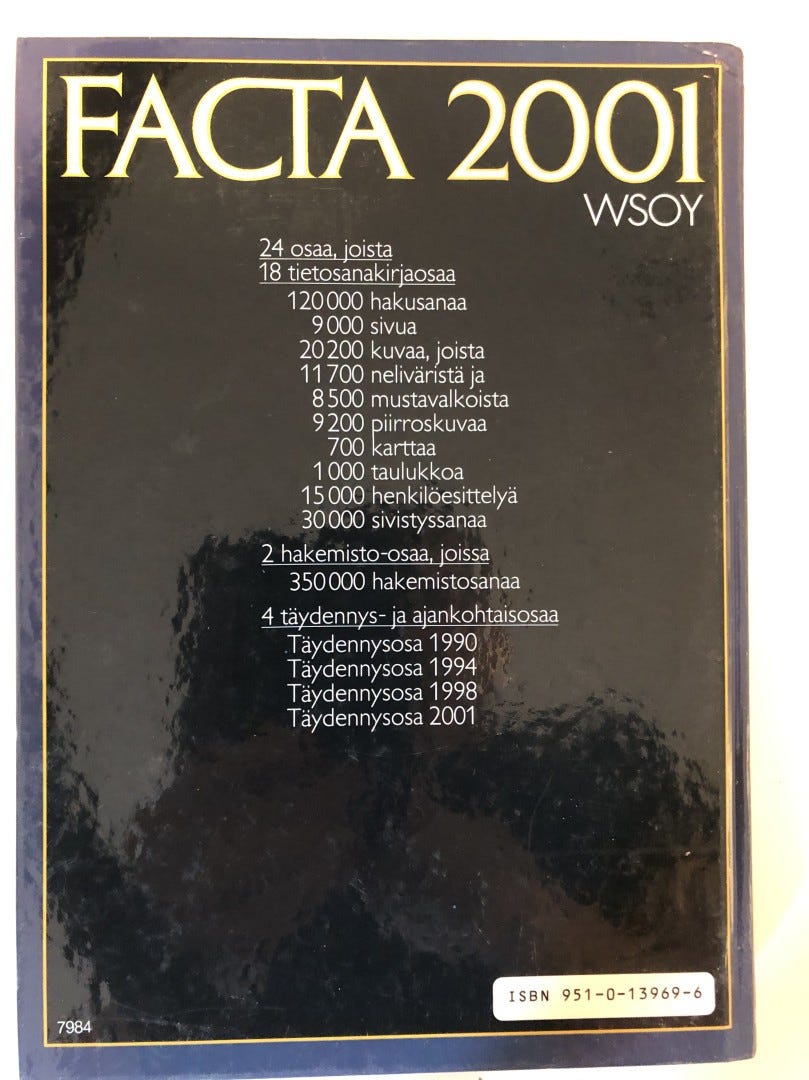 FACTA 2001
WSOY
24 osaa, joista
18 tietosanakirjaosaa
120 000 hakusanaa
9 000 sivua
20 200 kuvaa, joista
11 700 neliväristä ja
8 500 mustavalkoista
9 200 piirroskuvaa
700 karttaa
1 000 taulukkoa
15 000 henkilöesittelyä
30 000 sivistyssanaa
2 hakemisto-osaa, joissa
350 000 hakemistosanaa
4 täydennys- ja ajankohtaisosaa
Täydennysosa 1990
Täydennysosa 1994
Täydennysosa 1998
Täydennysosa 2001
ISBN 951-0-13969-6
7984